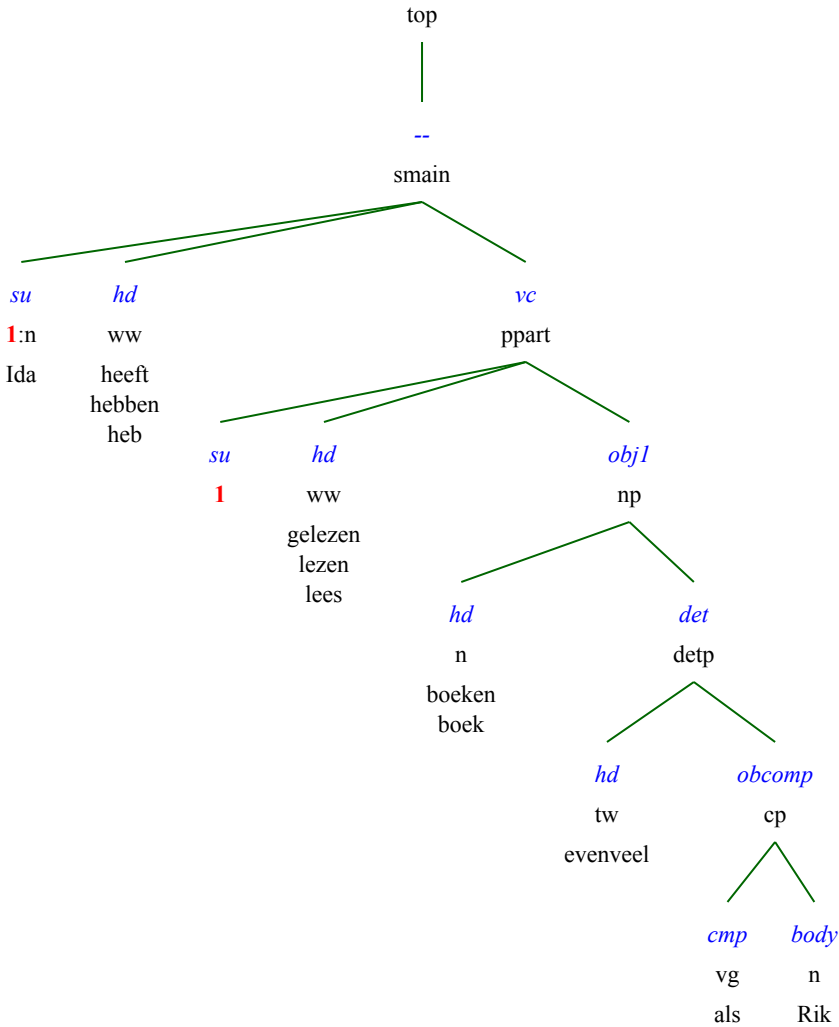 top
--
smain
su hd vc
1:n ww ppart
Ida heeft
hebben
heb
su hd obj1
1 ww np
gelezen
lezen
lees
hd det
n detp
boeken
boek
hd obcomp
tw cp
evenveel
cmp body
vg n
als Rik